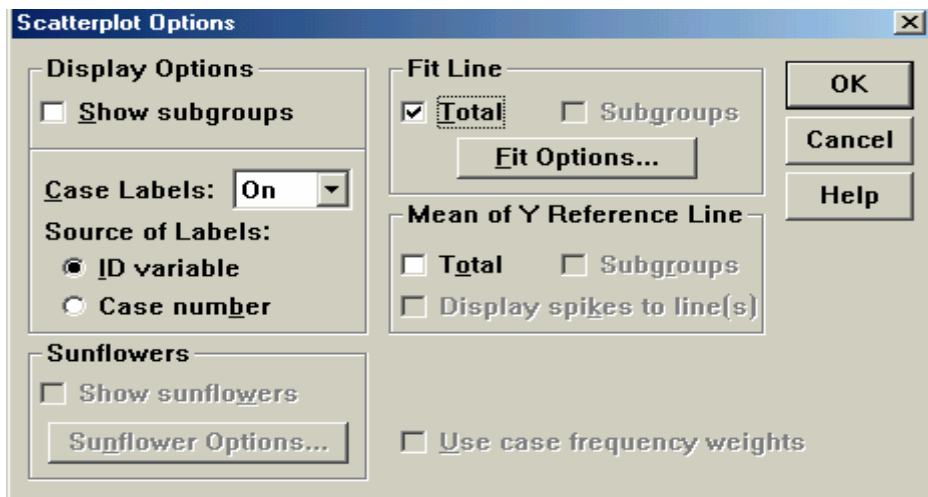 Scatterplot Options
Display Options
Show subgroups
Case Labels: On
Source of Labels:
ID variable
Case number
Sunflowers
Show sunflowers
Sunflower Options...
Fit Line
Total Subgroups
Fit Options...
Mean of Y Reference Line
Total Subgroups
Display spikes to line(s)
Use case frequency weights
OK
Cancel
Help